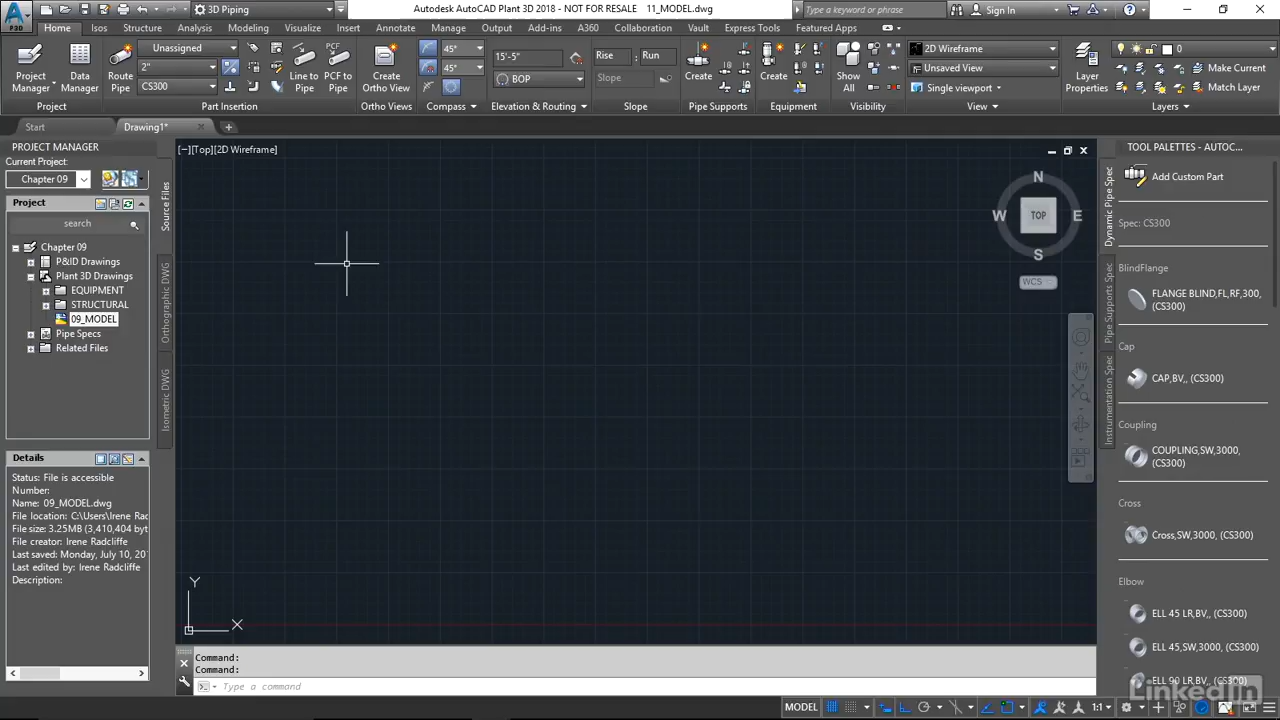 3D Piping
Autodesk AutoCAD Plant 3D 2018 - NOT FOR RESALE 11_MODEL.dwg
Type a keyword or phrase
Sign In
P3D
Home
Isos
Structure
Analysis
Modeling
Visualize
Insert
Annotate
Manage
Output
Add-ins
A360
Collaboration
Vault
Express Tools
Featured Apps
Project Manager
Data Manager
Project
Route Pipe
Unassigned
2"
CS300
Line to Pipe
PCF to Pipe
Part Insertion
Create Ortho View
Ortho Views
45°
45°
Compass
15'-5"
BOP
Elevation & Routing
Rise : Run
Slope
Slope
Create
Pipe Supports
Create
Equipment
Show All
Visibility
2D Wireframe
Unsaved View
Single viewport
View
Layer Properties
0
Make Current
Match Layer
Layers
Start
Drawing1*
PROJECT MANAGER
Current Project:
Chapter 09
Project
search
Chapter 09
P&ID Drawings
Plant 3D Drawings
EQUIPMENT
STRUCTURAL
09_MODEL
Pipe Specs
Related Files
Source Files
Orthographic DWG
Isometric DWG
Details
Status: File is accessible
Number:
Name: 09_MODEL.dwg
File location: C:\Users\Irene Rad
File size: 3.25MB (3,410,404 byt
File creator: Irene Radcliffe
Last saved: Monday, July 10, 20
Last edited by: Irene Radcliffe
Description:
[−][Top][2D Wireframe]
N
W
TOP
E
S
WCS
Y
X
Command:
Command:
Type a command
TOOL PALETTES - AUTOC...
Dynamic Pipe Spec
Pipe Supports Spec
Instrumentation Spec
Add Custom Part
Spec: CS300
BlindFlange
FLANGE BLIND,FL,RF,300, (CS300)
Cap
CAP,BV,, (CS300)
Coupling
COUPLING,SW,3000, (CS300)
Cross
Cross,SW,3000, (CS300)
Elbow
ELL 45 LR,BV,, (CS300)
ELL 45,SW,3000, (CS300)
ELL 90 LR,BV,, (CS300)
LinkedIn
MODEL
1:1